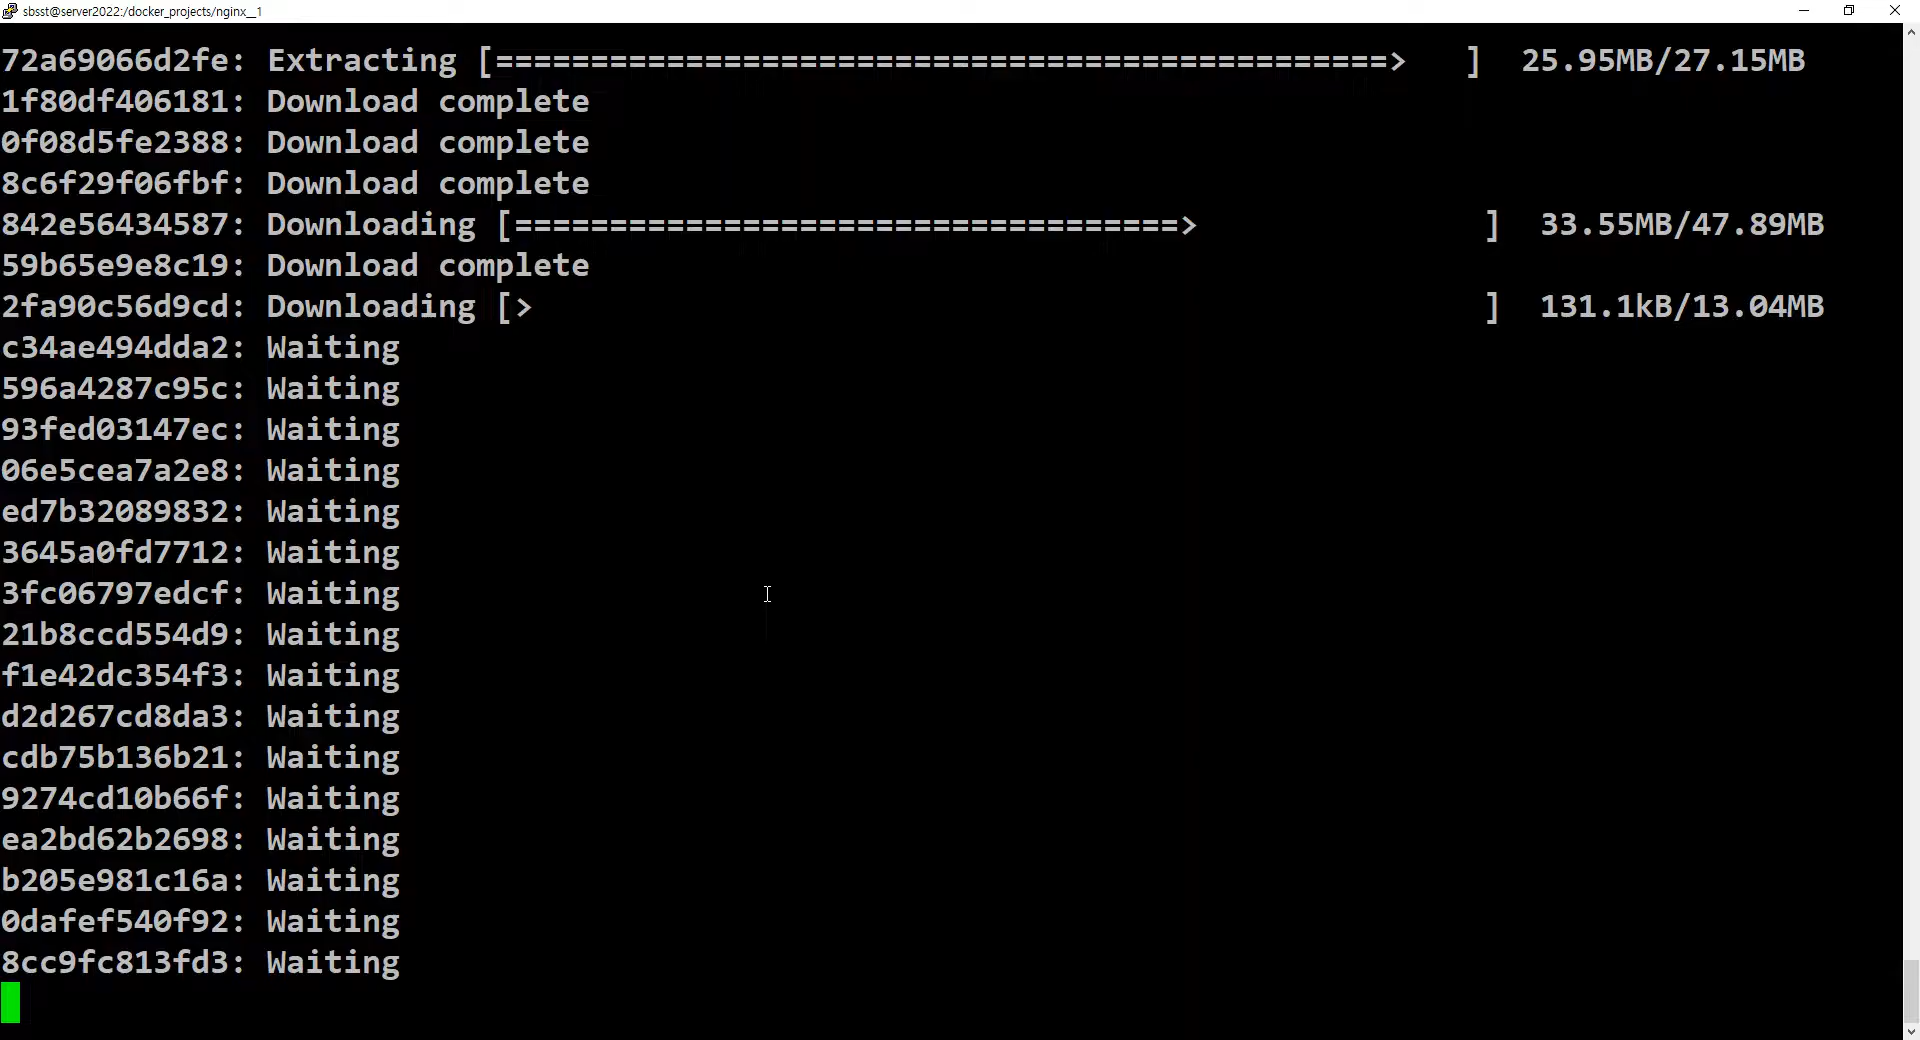 sbsst@server2022:/docker_projects/nginx__1
72a69066d2fe: Extracting [===============================================>   ]  25.95MB/27.15MB
1f80df406181: Download complete
0f08d5fe2388: Download complete
8c6f29f06fbf: Download complete
842e56434587: Downloading [===================================>               ]  33.55MB/47.89MB
59b65e9e8c19: Download complete
2fa90c56d9cd: Downloading [>                                                  ]  131.1kB/13.04MB
c34ae494dda2: Waiting
596a4287c95c: Waiting
93fed03147ec: Waiting
06e5cea7a2e8: Waiting
ed7b32089832: Waiting
3645a0fd7712: Waiting
3fc06797edcf: Waiting
21b8ccd554d9: Waiting
f1e42dc354f3: Waiting
d2d267cd8da3: Waiting
cdb75b136b21: Waiting
9274cd10b66f: Waiting
ea2bd62b2698: Waiting
b205e981c16a: Waiting
0dafef540f92: Waiting
8cc9fc813fd3: Waiting